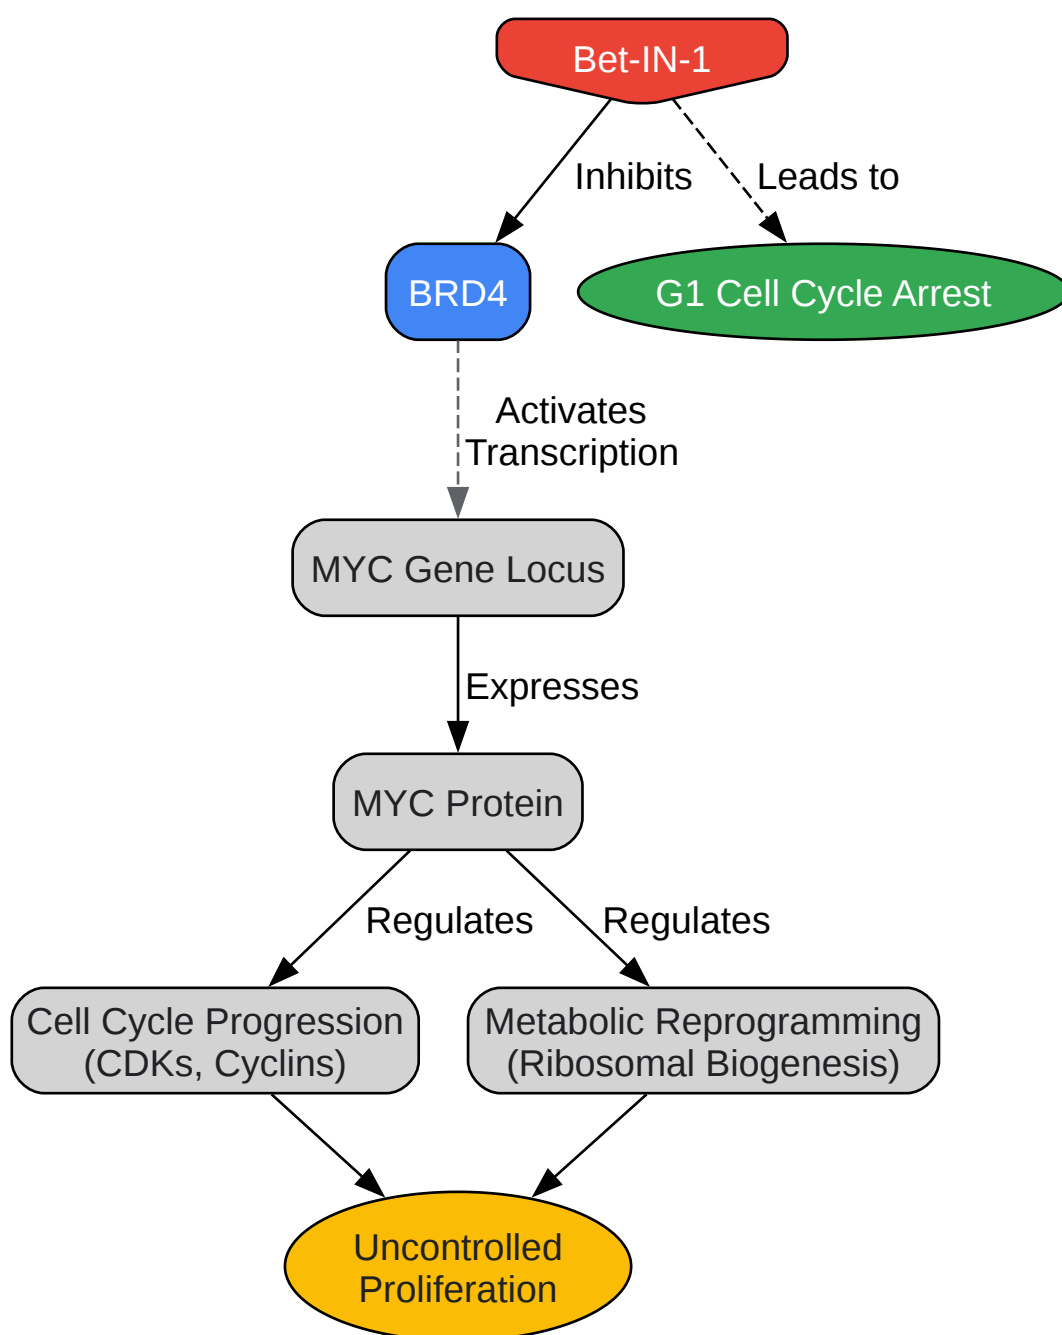 Bet-IN-1
Inhibits
Leads to
BRD4
G1 Cell Cycle Arrest
Activates
Transcription
MYC Gene Locus
Expresses
MYC Protein
Regulates
Regulates
Cell Cycle Progression
(CDKs, Cyclins)
Metabolic Reprogramming
(Ribosomal Biogenesis)
Uncontrolled
Proliferation